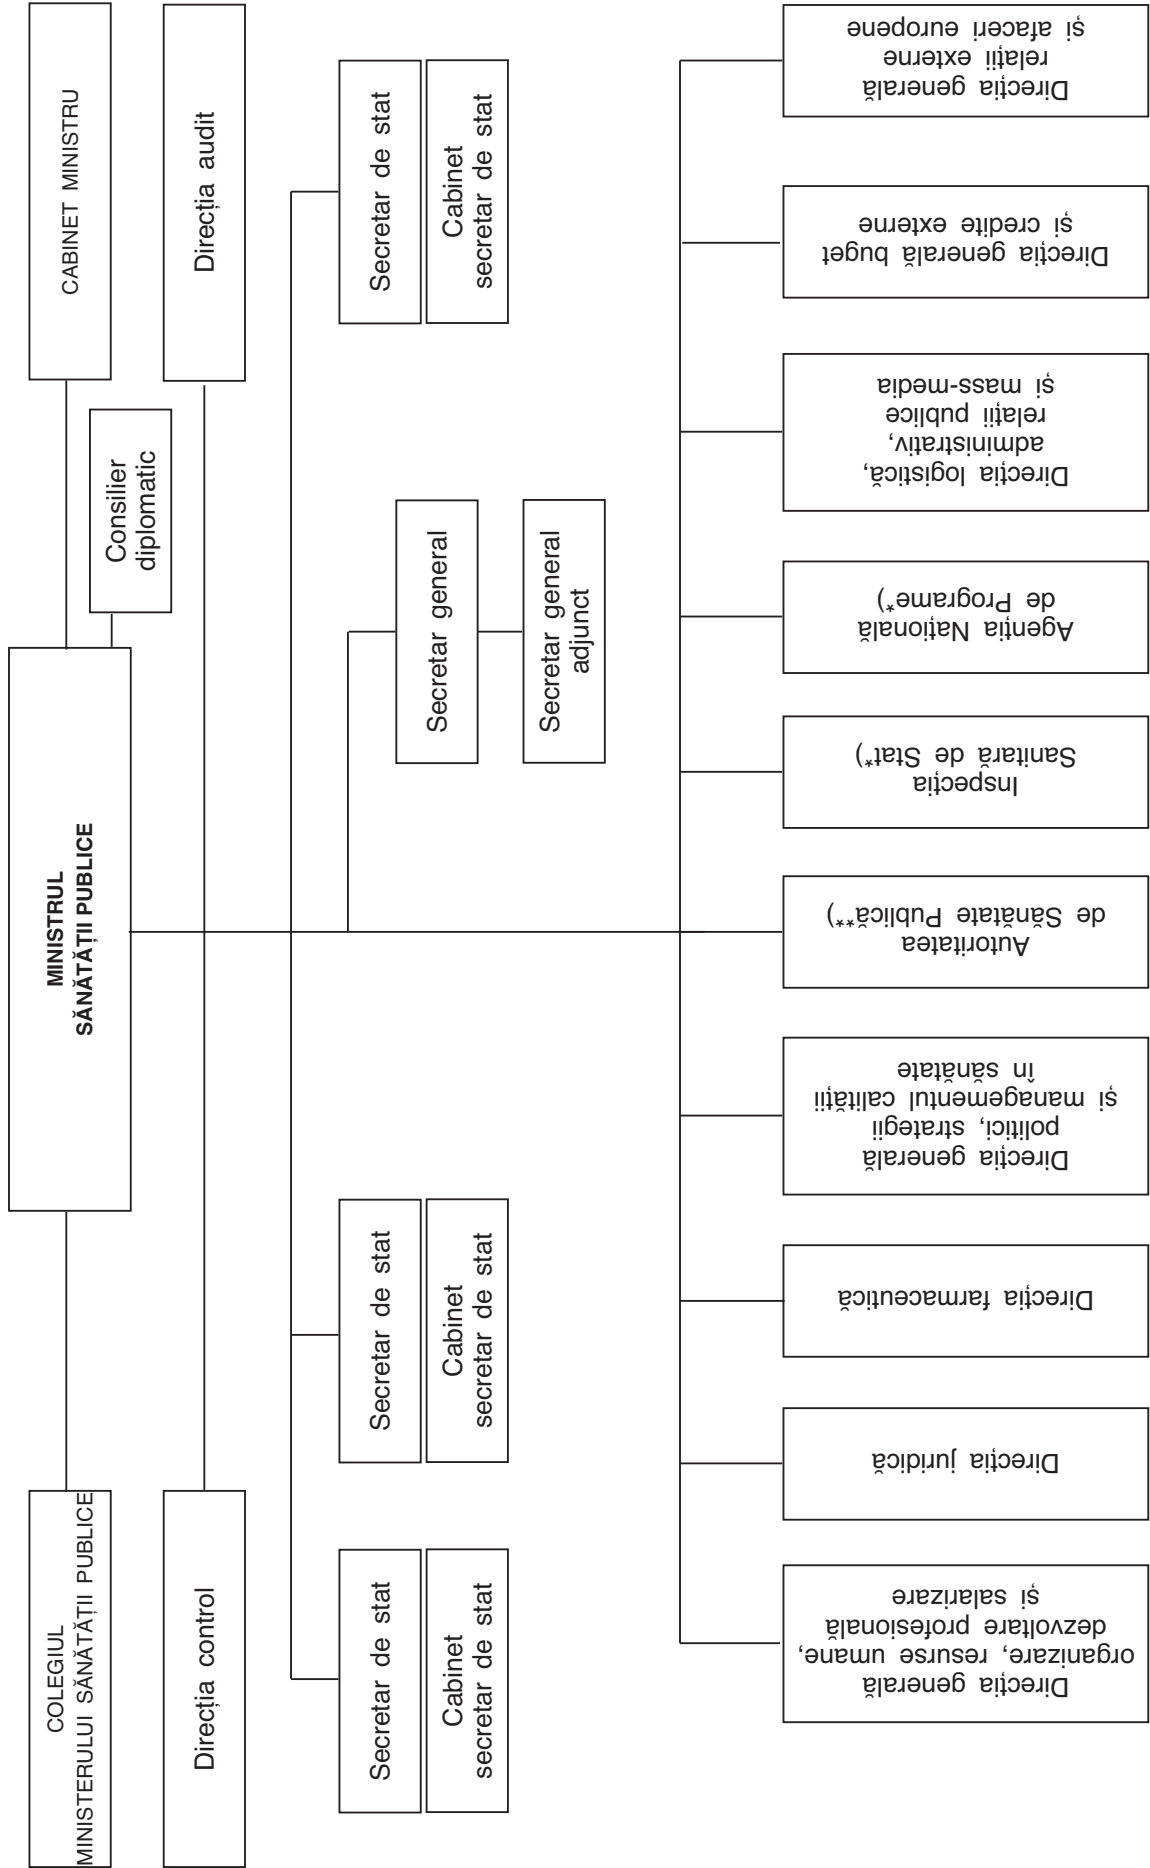 COLEGIUL
MINISTERULUI SĂNĂTĂȚII PUBLICE
MINISTRUL
SĂNĂTĂȚII PUBLICE
CABINET MINISTRU
Consilier
diplomatic
Direcția control
Direcția audit
Secretar de stat
Cabinet
secretar de stat
Secretar de stat
Cabinet
secretar de stat
Secretar general
Secretar general
adjunct
Secretar de stat
Cabinet
secretar de stat
Direcția generală
organizare, resurse umane,
dezvoltare profesională
și salarizare
Direcția juridică
Direcția farmaceutică
Direcția generală
politici, strategii
și managementul calității
în sănătate
Autoritatea
de Sănătate Publică**)
Inspecția
Sanitară de Stat*)
Agenția Națională
de Programe*)
Direcția logistică,
administrativ,
relații publice
și mass-media
Direcția generală buget
și credite externe
Direcția generală
relații externe
și afaceri europene